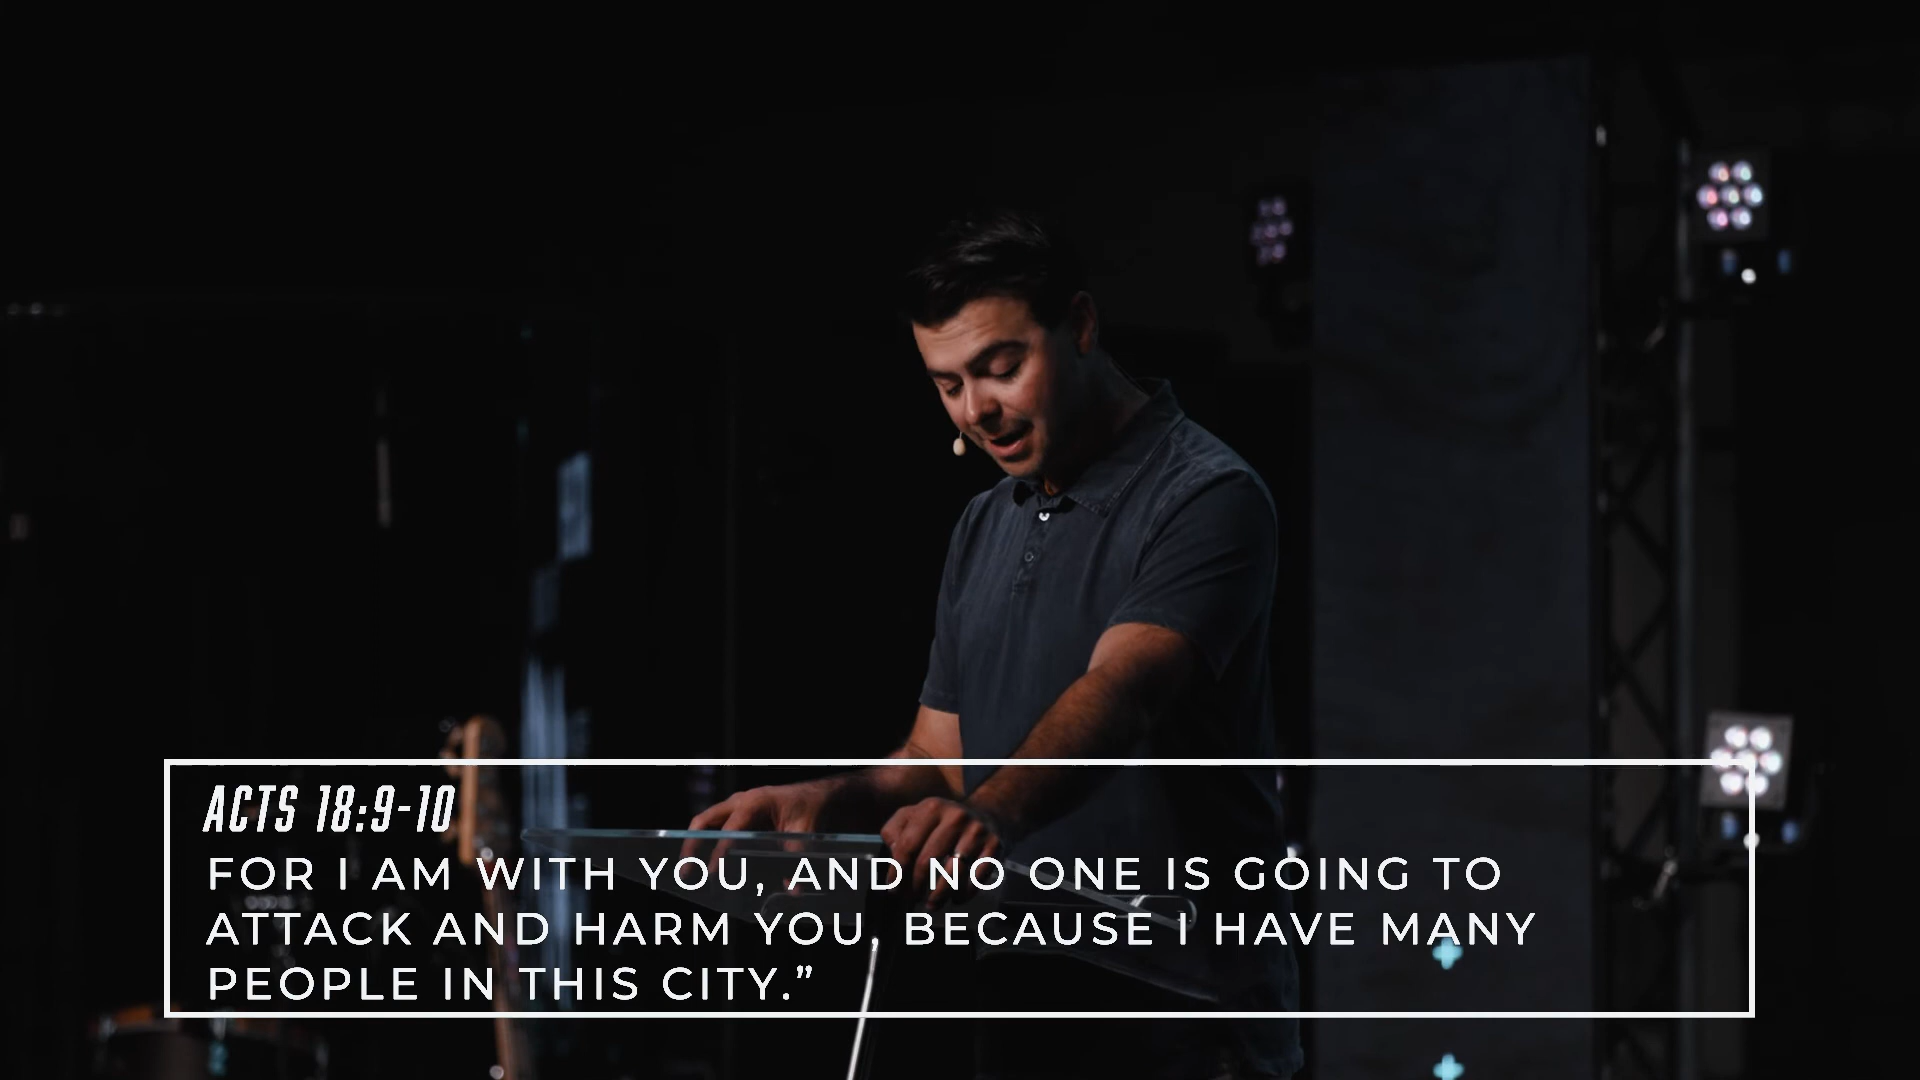 ACTS 18:9-10
FOR I AM WITH YOU, AND NO ONE IS GOING TO
ATTACK AND HARM YOU, BECAUSE I HAVE MANY
PEOPLE IN THIS CITY.”